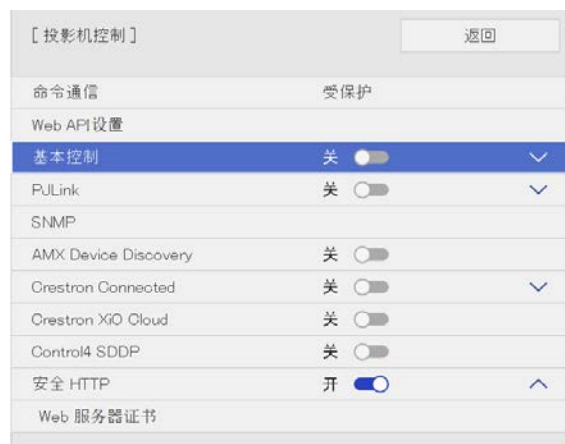 [投影机控制] 返回
命令通信 受保护
Web API设置
基本控制 关
PJLink 关
SNMP
AMX Device Discovery 关
Crestron Connected 关
Crestron XiO Cloud 关
Control4 SDDP 关
安全 HTTP 开
Web 服务器证书